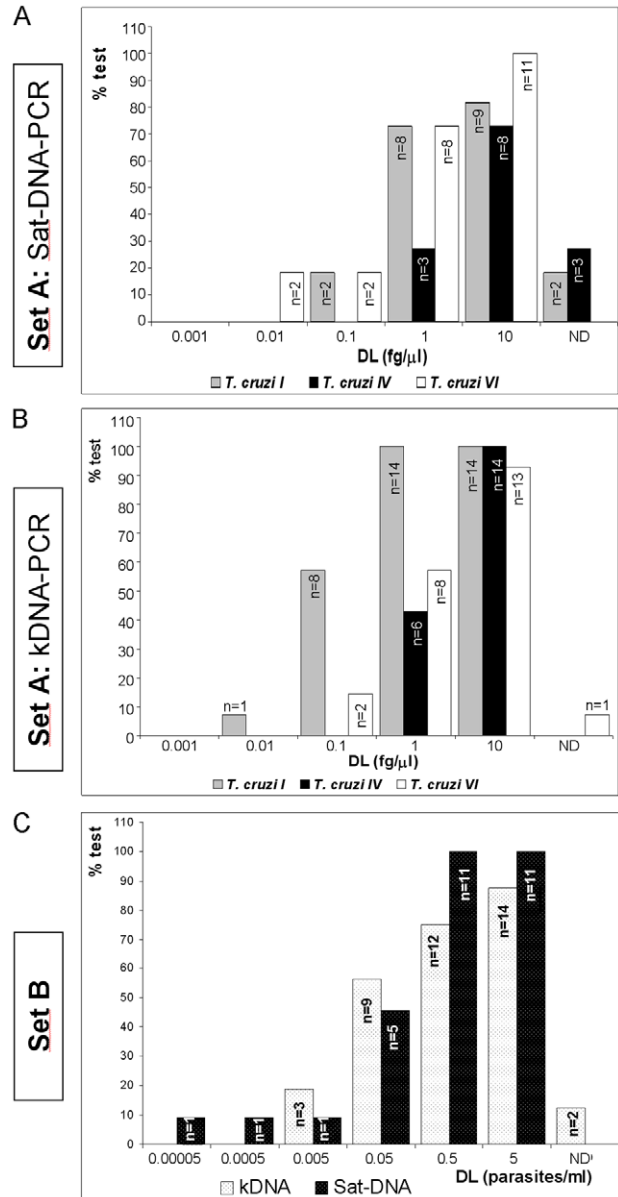 A
Set A: Sat-DNA-PCR
% test
110
100
90
80
70
60
50
40
30
20
10
0
n=2
n=2
n=2
n=8
n=3
n=8
n=9
n=8
n=11
n=2
n=3
0.001 0.01 0.1 1 10 ND
DL (fg/µl)
T. cruzi I T. cruzi IV T. cruzi VI
B
Set A: kDNA-PCR
% test
110
100
90
80
70
60
50
40
30
20
10
0
n=1
n=8
n=2
n=14
n=6
n=8
n=14
n=14
n=13
n=1
0.001 0.01 0.1 1 10 ND
DL (fg/µl)
T. cruzi I T. cruzi IV T. cruzi VI
C
Set B
% test
110
100
90
80
70
60
50
40
30
20
10
0
n=1
n=1
n=3
n=1
n=9
n=5
n=12
n=11
n=14
n=11
n=2
0.00005 0.0005 0.005 0.05 0.5 5 ND
DL (parasites/ml)
kDNA Sat-DNA